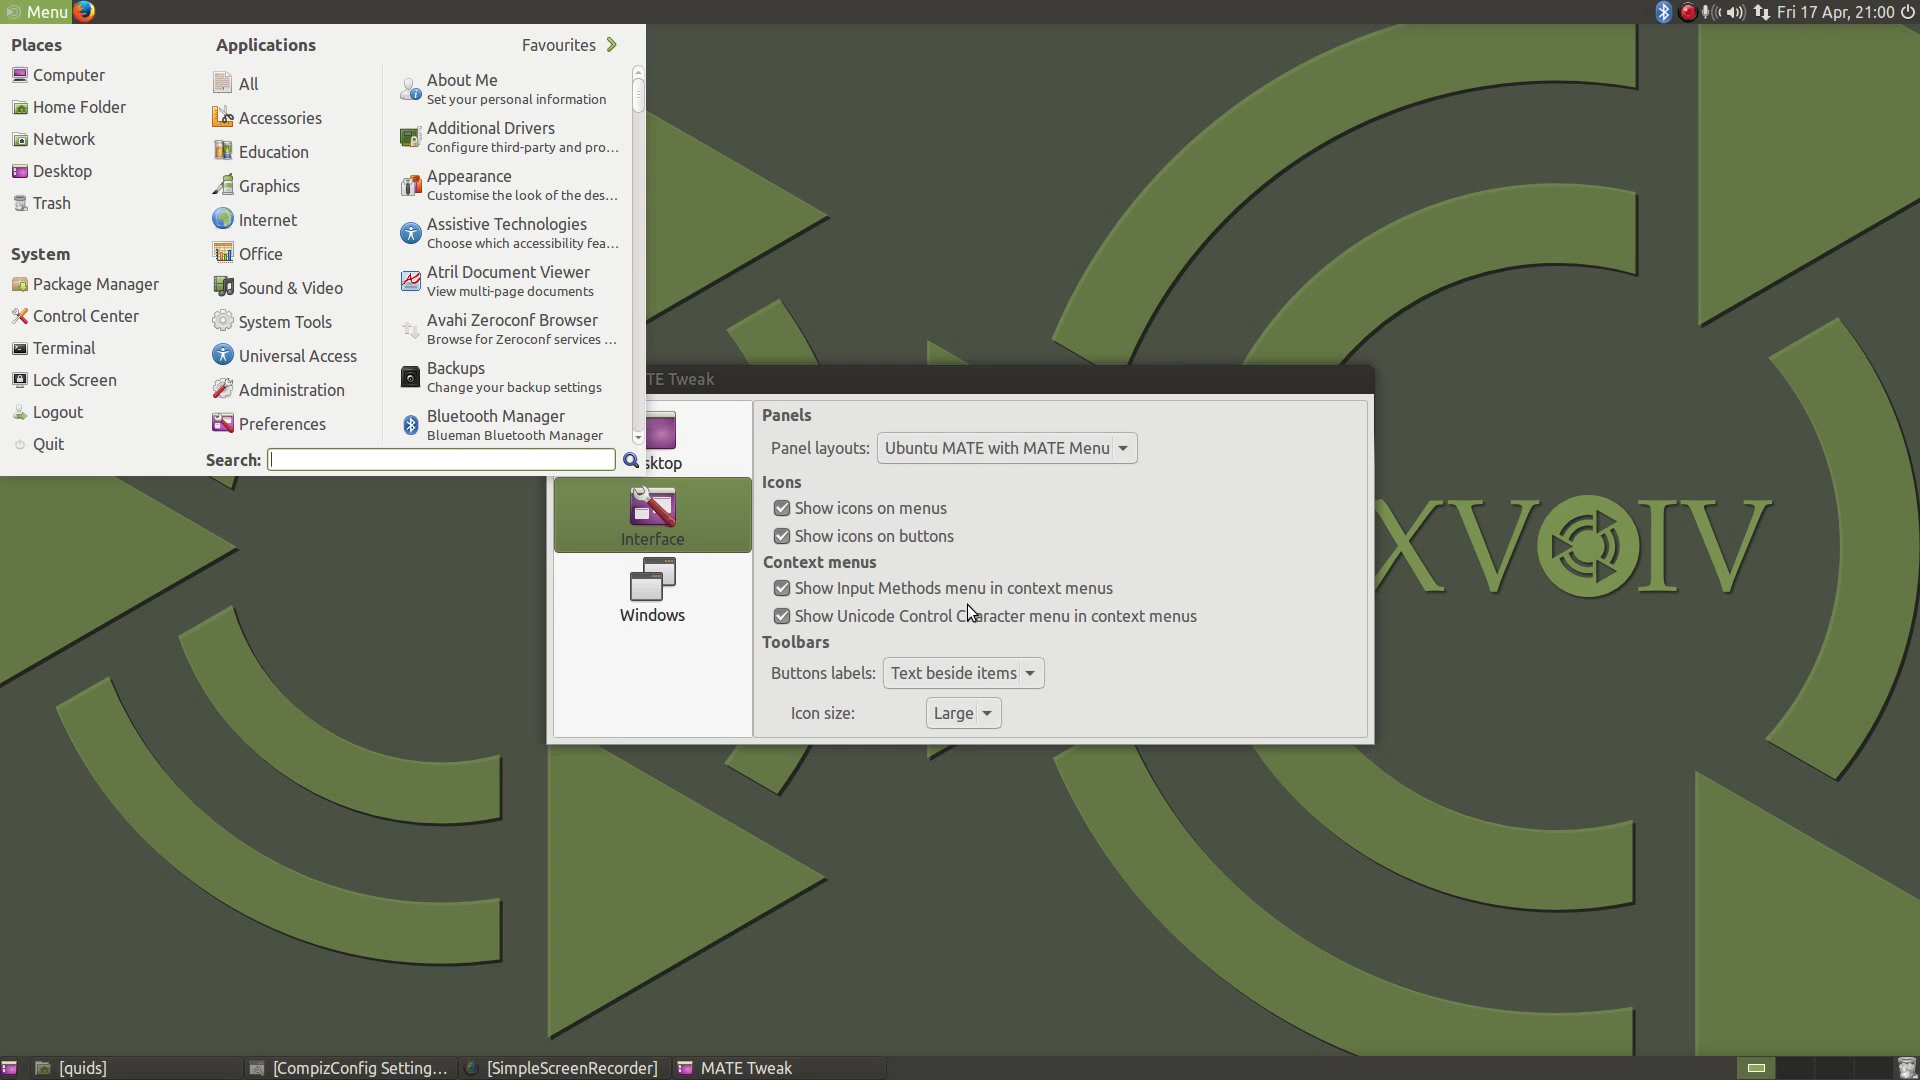 Menu
Fri 17 Apr, 21:00
Places
Computer
Home Folder
Network
Desktop
Trash
System
Package Manager
Control Center
Terminal
Lock Screen
Logout
Quit
Applications
Favourites
All
Accessories
Education
Graphics
Internet
Office
Sound & Video
System Tools
Universal Access
Administration
Preferences
About Me
Set your personal information
Additional Drivers
Configure third-party and pro...
Appearance
Customise the look of the des...
Assistive Technologies
Choose which accessibility fea...
Atril Document Viewer
View multi-page documents
Avahi Zeroconf Browser
Browse for Zeroconf services ...
Backups
Change your backup settings
Bluetooth Manager
Blueman Bluetooth Manager
Search:
TE Tweak
sktop
Interface
Windows
Panels
Panel layouts: Ubuntu MATE with MATE Menu
Icons
Show icons on menus
Show icons on buttons
Context menus
Show Input Methods menu in context menus
Show Unicode Control Character menu in context menus
Toolbars
Buttons labels: Text beside items
Icon size: Large
XV IV
[quids]
[CompizConfig Setting...
[SimpleScreenRecorder]
MATE Tweak